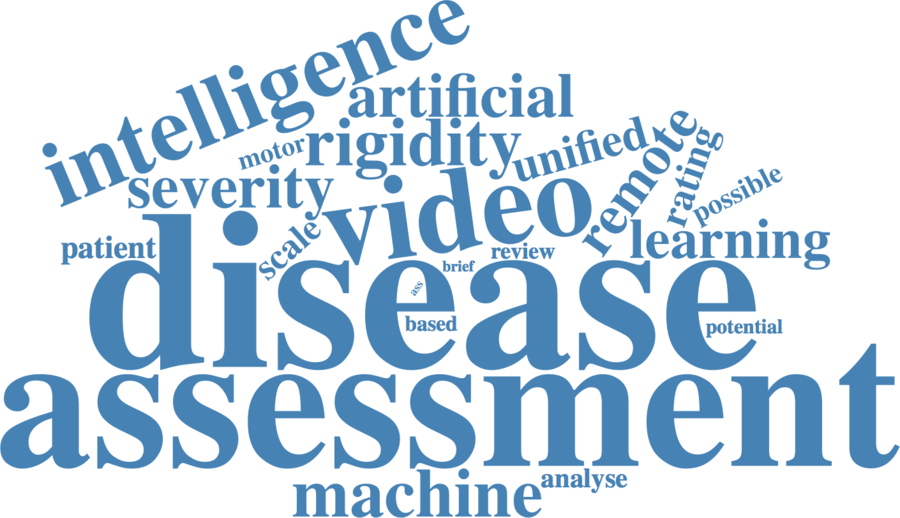 intelligence
artificial
motor
rigidity
unified
remote
rating
possible
severity
video
scale
patient
learning
review
brief
disease
ass
based
potential
assessment
machine
analyse